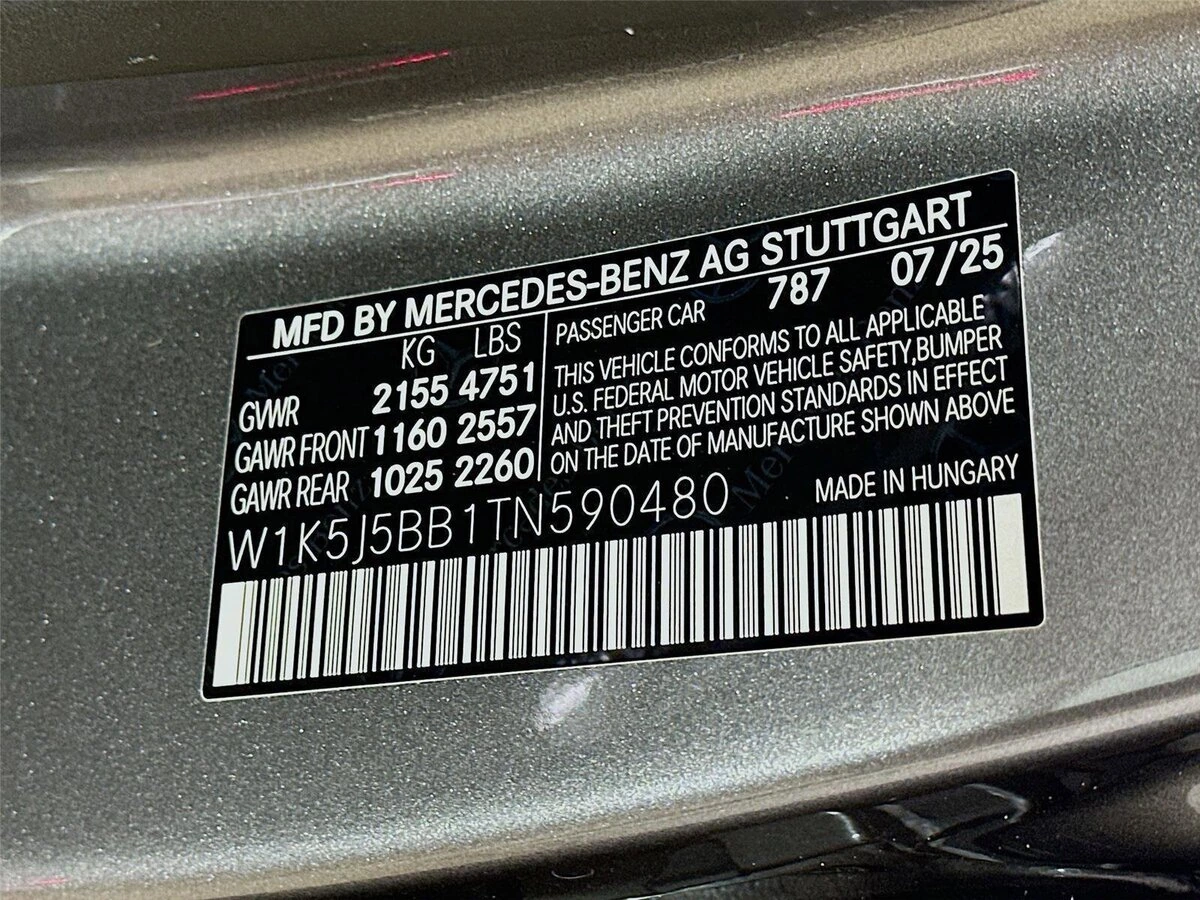 MFD BY MERCEDES-BENZ AG STUTTGART
KG LBS
GVWR 2155 4751
GAWR FRONT 1160 2557
GAWR REAR 1025 2260
PASSENGER CAR 787 07/25
THIS VEHICLE CONFORMS TO ALL APPLICABLE
U.S. FEDERAL MOTOR VEHICLE SAFETY,BUMPER
AND THEFT PREVENTION STANDARDS IN EFFECT
ON THE DATE OF MANUFACTURE SHOWN ABOVE
W1K5J5BB1TN590480
MADE IN HUNGARY